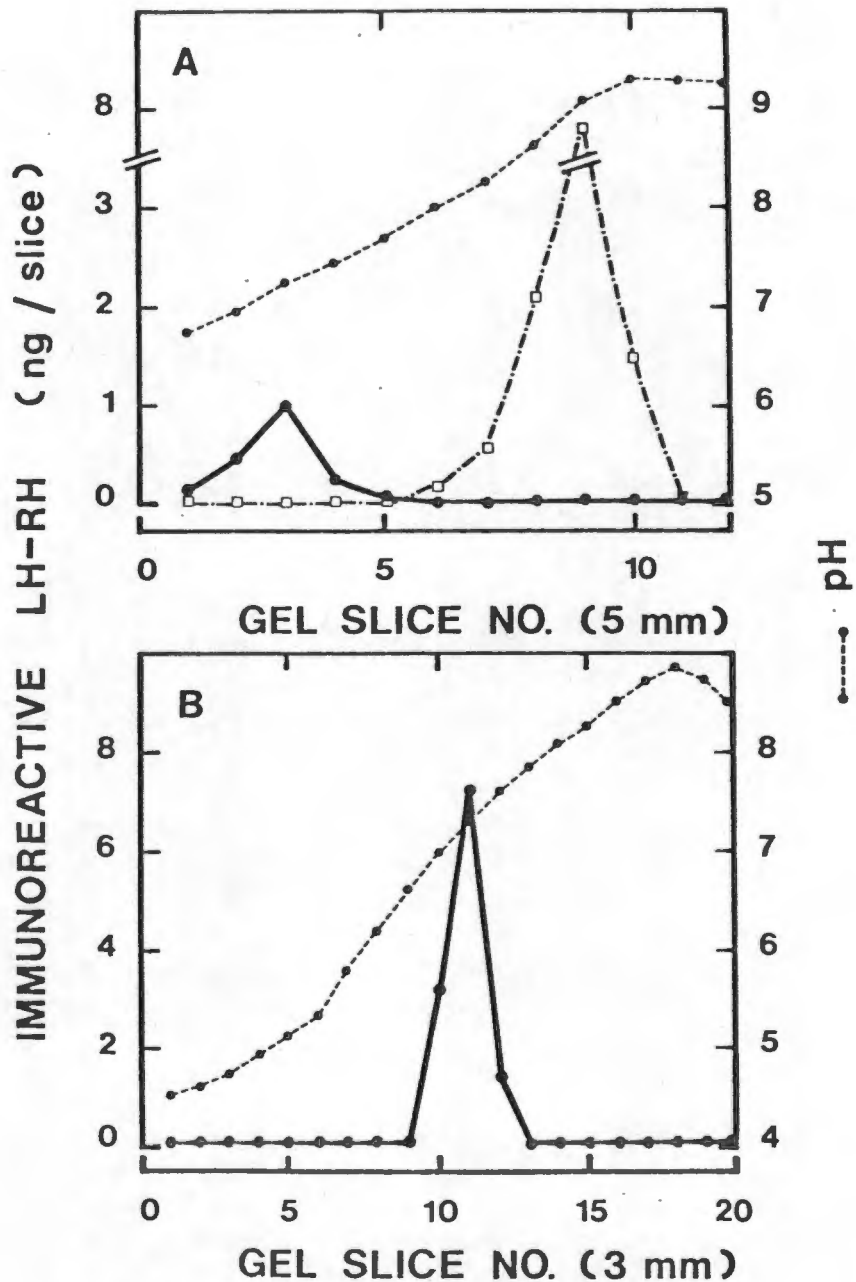 IMMUNOREACTIVE LH-RH (ng / slice)
A
8
3
2
1
0
9
8
7
6
5
0 5 10
GEL SLICE NO. (5 mm)
pH
B
8
6
4
2
0
8
7
6
5
4
0 5 10 15 20
GEL SLICE NO. (3 mm)